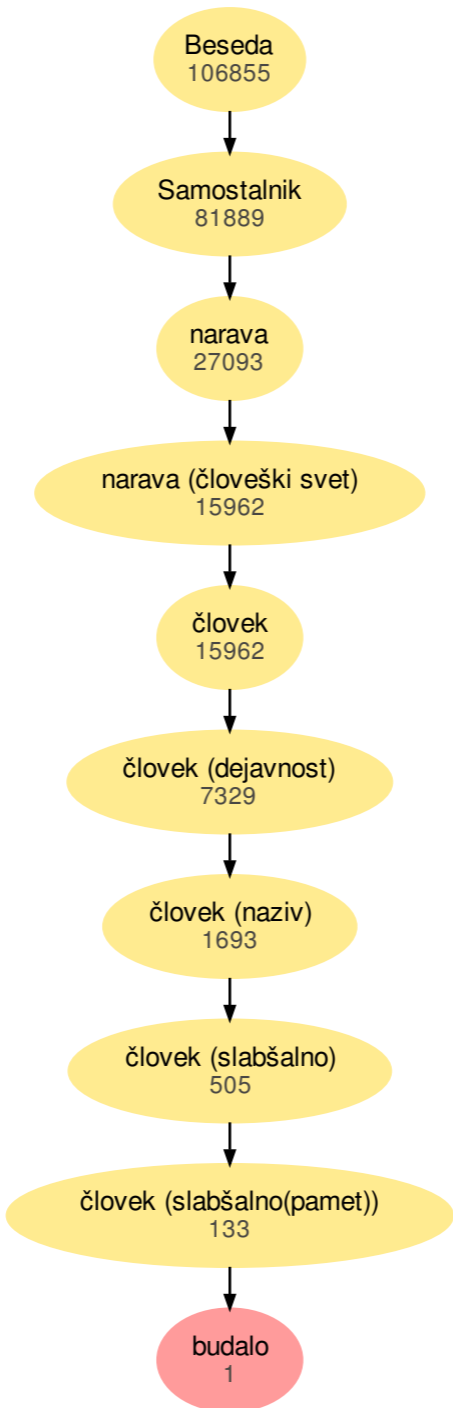 Beseda
106855
Samostalnik
81889
narava
27093
narava (človeški svet)
15962
človek
15962
človek (dejavnost)
7329
človek (naziv)
1693
človek (slabšalno)
505
človek (slabšalno(pamet))
133
budalo
1